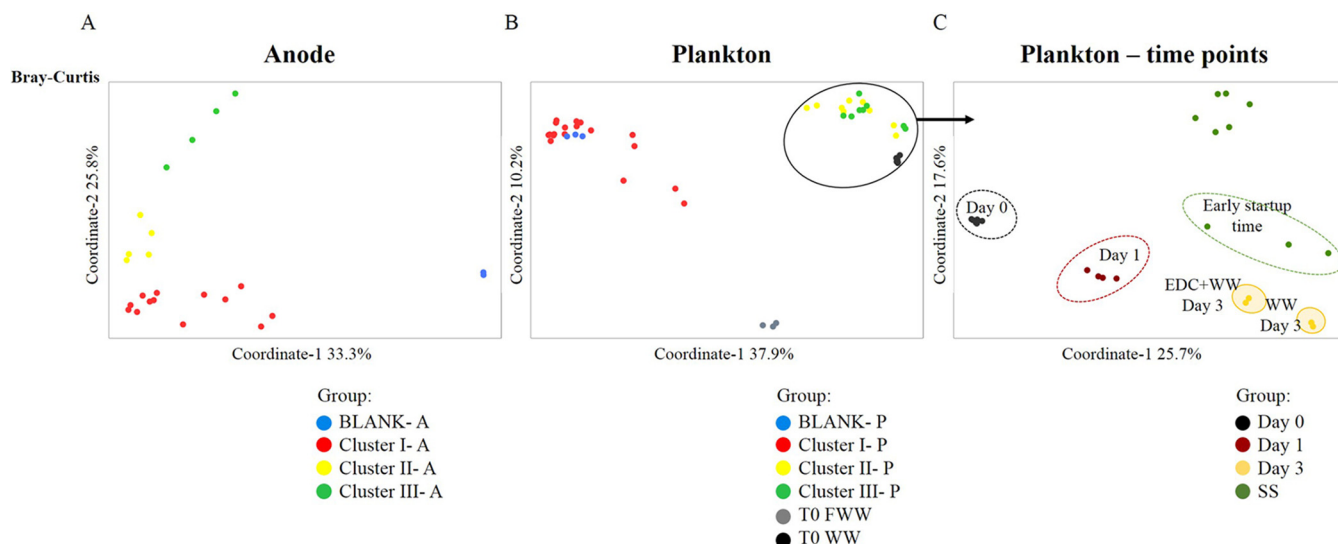 A
Anode
Bray-Curtis
Coordinate-2 25.8%
Coordinate-1 33.3%
Group:
BLANK- A
Cluster I- A
Cluster II- A
Cluster III- A
B
Plankton
Coordinate-2 10.2%
Coordinate-1 37.9%
Group:
BLANK- P
Cluster I- P
Cluster II- P
Cluster III- P
T0 FWW
T0 WW
C
Plankton – time points
Coordinate-2 17.6%
Day 0
Day 1
Early startup
time
EDC+WW
Day 3
WW
Day 3
Coordinate-1 25.7%
Group:
Day 0
Day 1
Day 3
SS